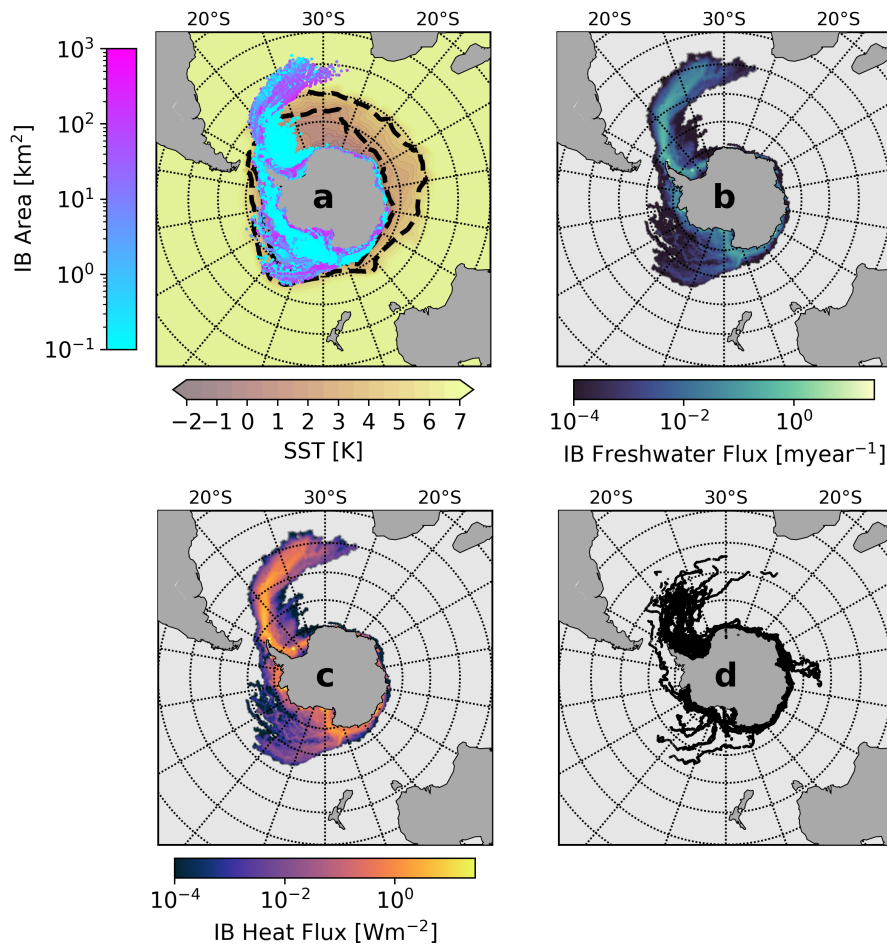 20°S 30°S 20°S
20°S 30°S 20°S
10³
10²
10¹
10⁰
10⁻¹
IB Area [km²]
a
b
−2 −1 0 1 2 3 4 5 6 7
SST [K]
10⁻⁴ 10⁻² 10⁰
IB Freshwater Flux [myear⁻¹]
20°S 30°S 20°S
20°S 30°S 20°S
c
d
10⁻⁴ 10⁻² 10⁰
IB Heat Flux [Wm⁻²]